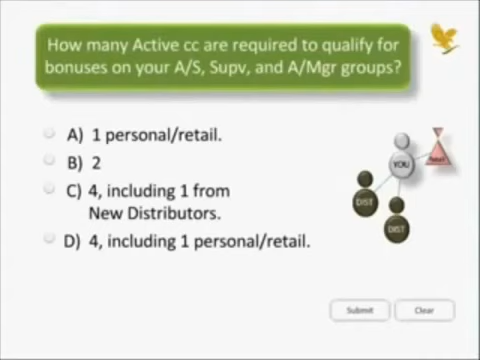 How many Active cc are required to qualify for
bonuses on your A/S, Supv, and A/Mgr groups?
A) 1 personal/retail.
B) 2
C) 4, including 1 from
New Distributors.
D) 4, including 1 personal/retail.
YOU
DIST
DIST
Submit
Clear